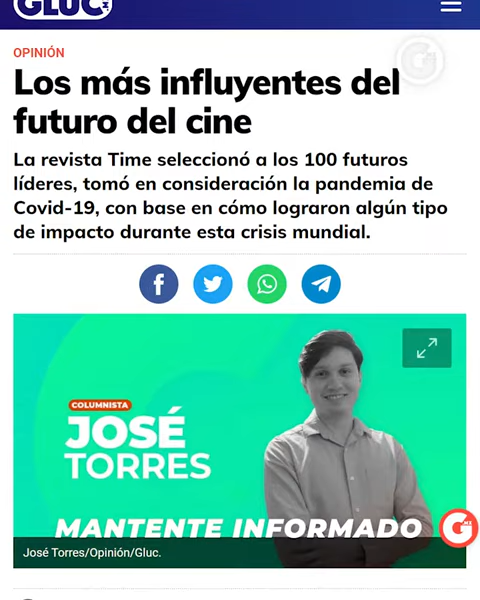 GLUC
OPINIÓN
Los más influyentes del
futuro del cine
La revista Time seleccionó a los 100 futuros
líderes, tomó en consideración la pandemia de
Covid-19, con base en cómo lograron algún tipo
de impacto durante esta crisis mundial.
COLUMNISTA
JOSÉ
TORRES
MANTENTE INFORMADO
José Torres/Opinión/Gluc.